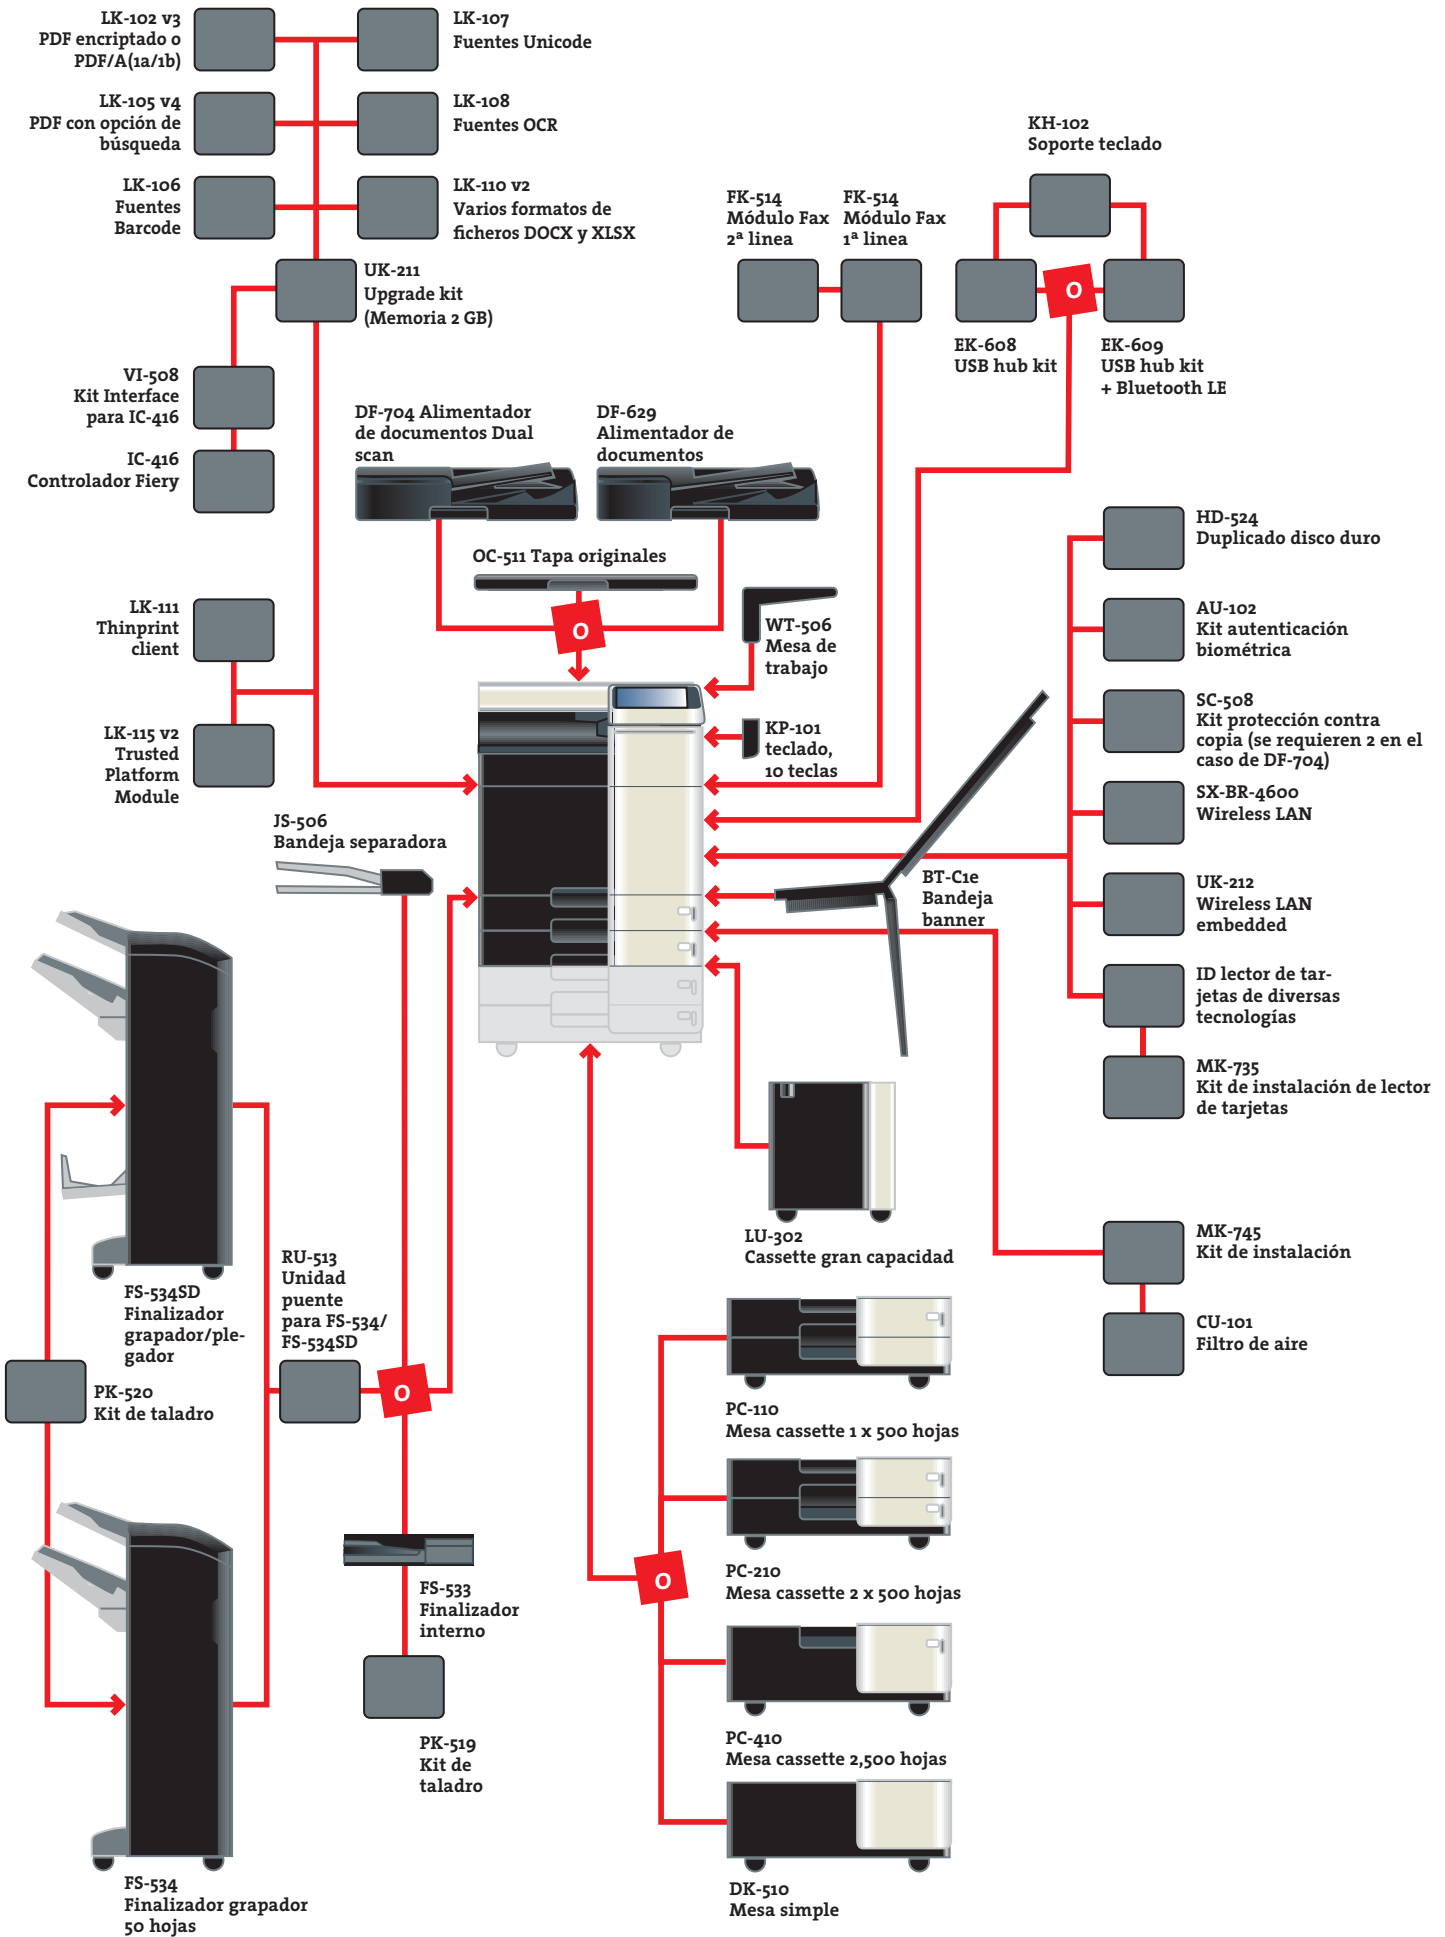 LK-102 v3
PDF encriptado o
PDF/A(1a/1b)
LK-107
Fuentes Unicode
LK-105 v4
PDF con opción de
búsqueda
LK-108
Fuentes OCR
LK-106
Fuentes
Barcode
LK-110 v2
Varios formatos de
ficheros DOCX y XLSX
UK-211
Upgrade kit
(Memoria 2 GB)
VI-508
Kit Interface
para IC-416
IC-416
Controlador Fiery
KH-102
Soporte teclado
FK-514
Módulo Fax
2ª linea
FK-514
Módulo Fax
1ª linea
O
EK-608
USB hub kit
EK-609
USB hub kit
+ Bluetooth LE
DF-704 Alimentador
de documentos Dual
scan
DF-629
Alimentador de
documentos
OC-511 Tapa originales
O
WT-506
Mesa de
trabajo
KP-101
teclado,
10 teclas
LK-111
Thinprint
client
LK-115 v2
Trusted
Platform
Module
HD-524
Duplicado disco duro
AU-102
Kit autenticación
biométrica
SC-508
Kit protección contra
copia (se requieren 2 en el
caso de DF-704)
SX-BR-4600
Wireless LAN
UK-212
Wireless LAN
embedded
ID lector de tar-
jetas de diversas
tecnologías
MK-735
Kit de instalación de lector
de tarjetas
JS-506
Bandeja separadora
BT-C1e
Bandeja
banner
LU-302
Cassette gran capacidad
MK-745
Kit de instalación
CU-101
Filtro de aire
FS-534SD
Finalizador
grapador/ple-
gador
RU-513
Unidad
puente
para FS-534/
FS-534SD
PK-520
Kit de taladro
O
PC-110
Mesa cassette 1 x 500 hojas
PC-210
Mesa cassette 2 x 500 hojas
O
FS-533
Finalizador
interno
PK-519
Kit de
taladro
PC-410
Mesa cassette 2,500 hojas
DK-510
Mesa simple
FS-534
Finalizador grapador
50 hojas